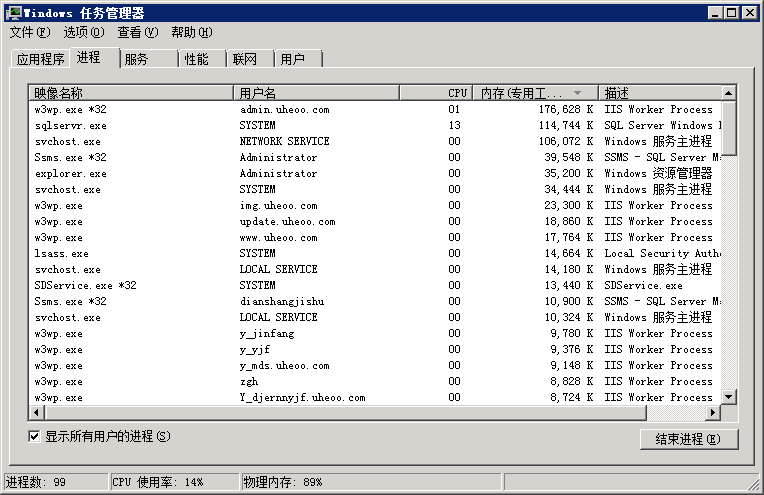 Windows 任务管理器
文件(F) 选项(O) 查看(V) 帮助(H)
应用程序 进程 服务 性能 联网 用户
映像名称 用户名 CPU 内存(专用工... 描述
w3wp.exe *32 admin.uheoo.com 01 176,628 K IIS Worker Process
sqlservr.exe SYSTEM 13 114,744 K SQL Server Windows
svchost.exe NETWORK SERVICE 00 106,072 K Windows 服务主进程
Ssms.exe *32 Administrator 00 39,548 K SSMS - SQL Server
explorer.exe Administrator 00 35,200 K Windows 资源管理器
svchost.exe SYSTEM 00 34,444 K Windows 服务主进程
w3wp.exe img.uheoo.com 00 23,300 K IIS Worker Process
w3wp.exe update.uheoo.com 00 18,860 K IIS Worker Process
w3wp.exe www.uheoo.com 00 17,764 K IIS Worker Process
lsass.exe SYSTEM 00 14,664 K Local Security Auth
svchost.exe LOCAL SERVICE 00 14,180 K Windows 服务主进程
SDService.exe *32 SYSTEM 00 13,440 K SDService.exe
Ssms.exe *32 dianshangjishu 00 10,900 K SSMS - SQL Server
svchost.exe LOCAL SERVICE 00 10,324 K Windows 服务主进程
w3wp.exe y_jinfang 00 9,780 K IIS Worker Process
w3wp.exe y_yjf 00 9,376 K IIS Worker Process
w3wp.exe y_mds.uheoo.com 00 9,148 K IIS Worker Process
w3wp.exe zgh 00 8,828 K IIS Worker Process
w3wp.exe Y_djernnyjf.uheoo.com 00 8,724 K IIS Worker Process
显示所有用户的进程(S) 结束进程(E)
进程数: 99 CPU 使用率: 14% 物理内存: 89%